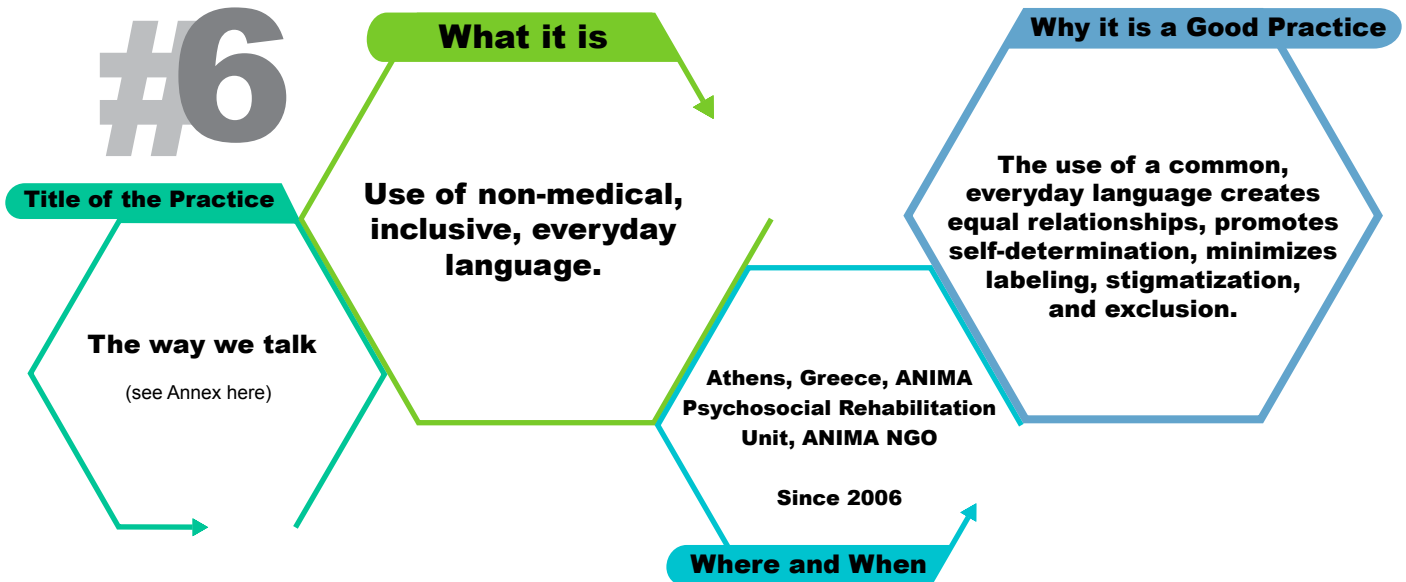 #6
Title of the Practice
The way we talk
(see Annex here)
What it is
Use of non-medical,
inclusive, everyday
language.
Athens, Greece, ANIMA
Psychosocial Rehabilitation
Unit, ANIMA NGO
Since 2006
Where and When
Why it is a Good Practice
The use of a common,
everyday language creates
equal relationships, promotes
self-determination, minimizes
labeling, stigmatization,
and exclusion.